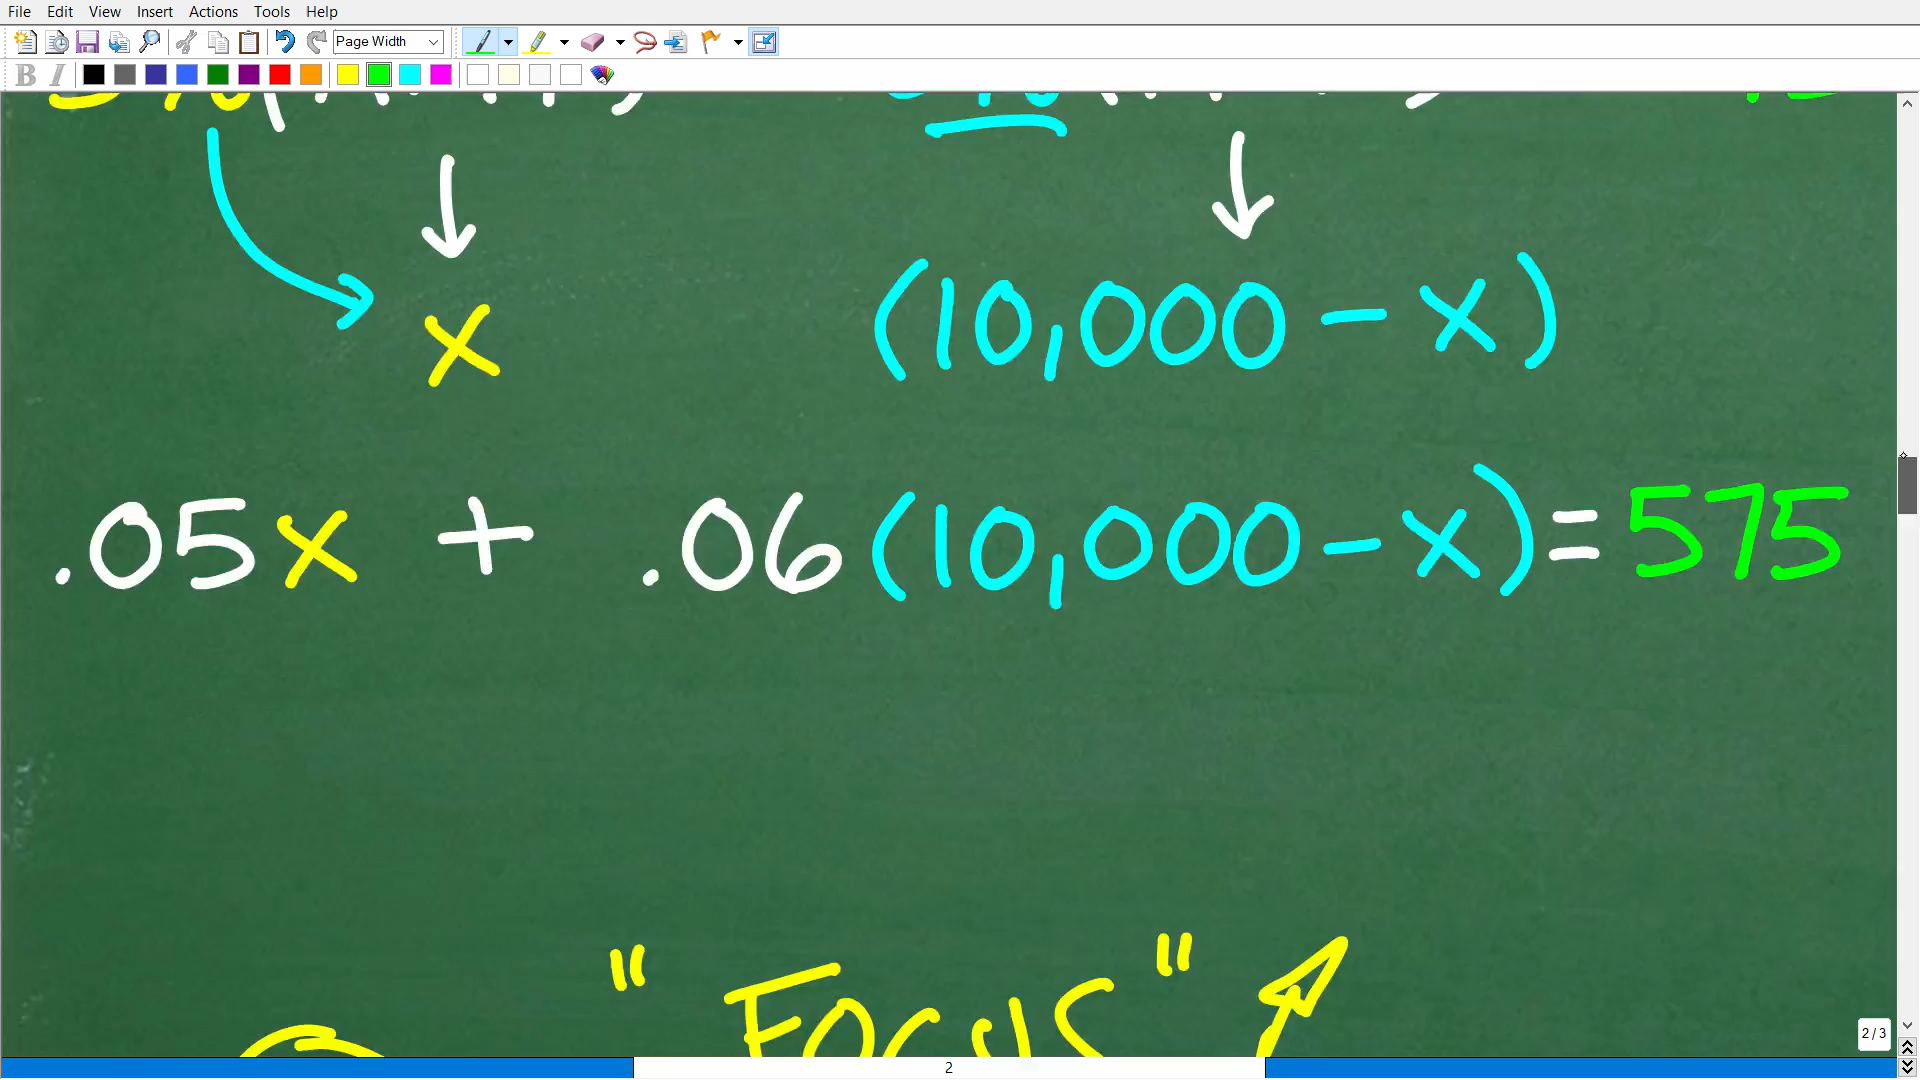 File Edit View Insert Actions Tools Help
Page Width
B I
x (10,000 - x)
.05x + .06 (10,000 - x) = 575
" Focus "
2 / 3
2